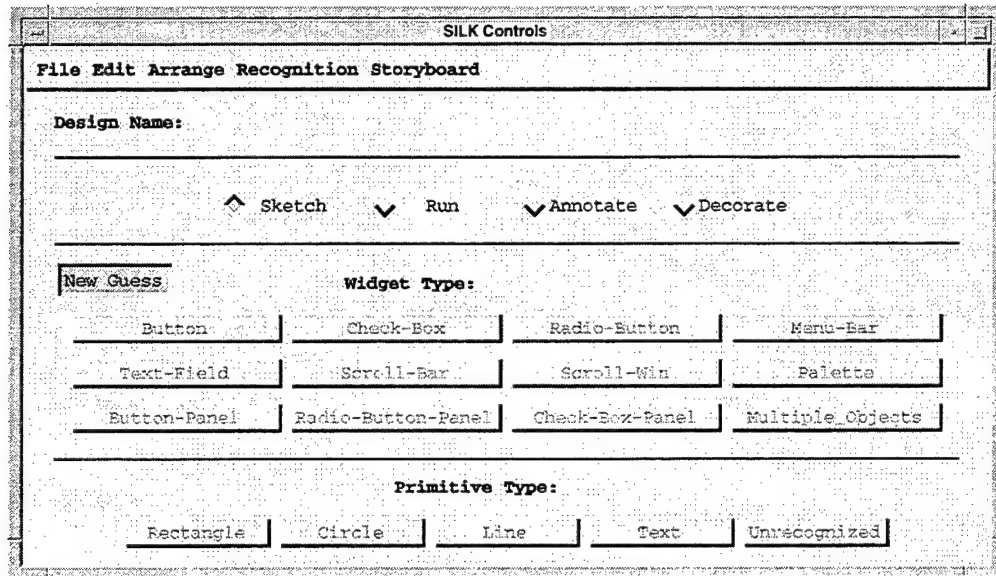 SILK Controls
File Edit Arrange Recognition Storyboard
Design Name:
Sketch Run Annotate Decorate
New Guess Widget Type:
Button Check-Box Radio-Button Menu-Bar
Text-Field Scroll-Bar Scroll-Win Palette
Button-Panel Radio-Button-Panel Check-Box-Panel Multiple_Objects
Primitive Type:
Rectangle Circle Line Text Unrecognized